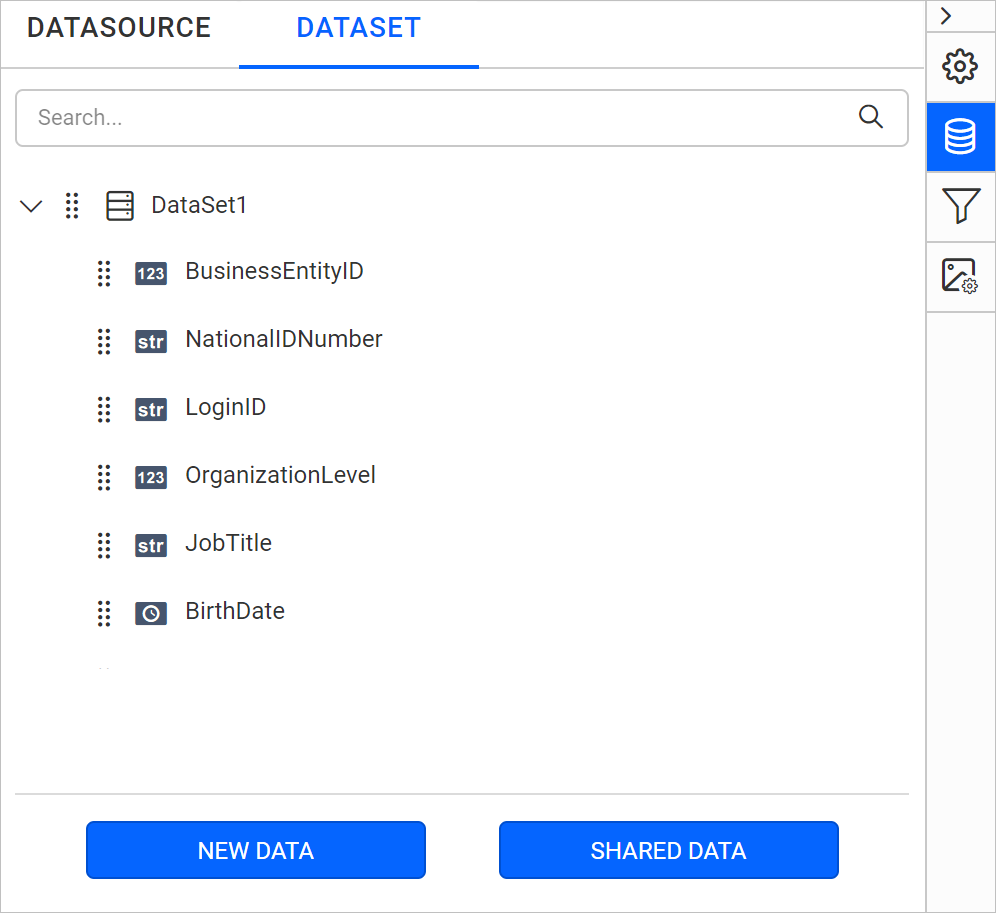 DATASOURCE DATASET
Search...
DataSet1
123 BusinessEntityID
str NationalIDNumber
str LoginID
123 OrganizationLevel
str JobTitle
BirthDate
NEW DATA SHARED DATA